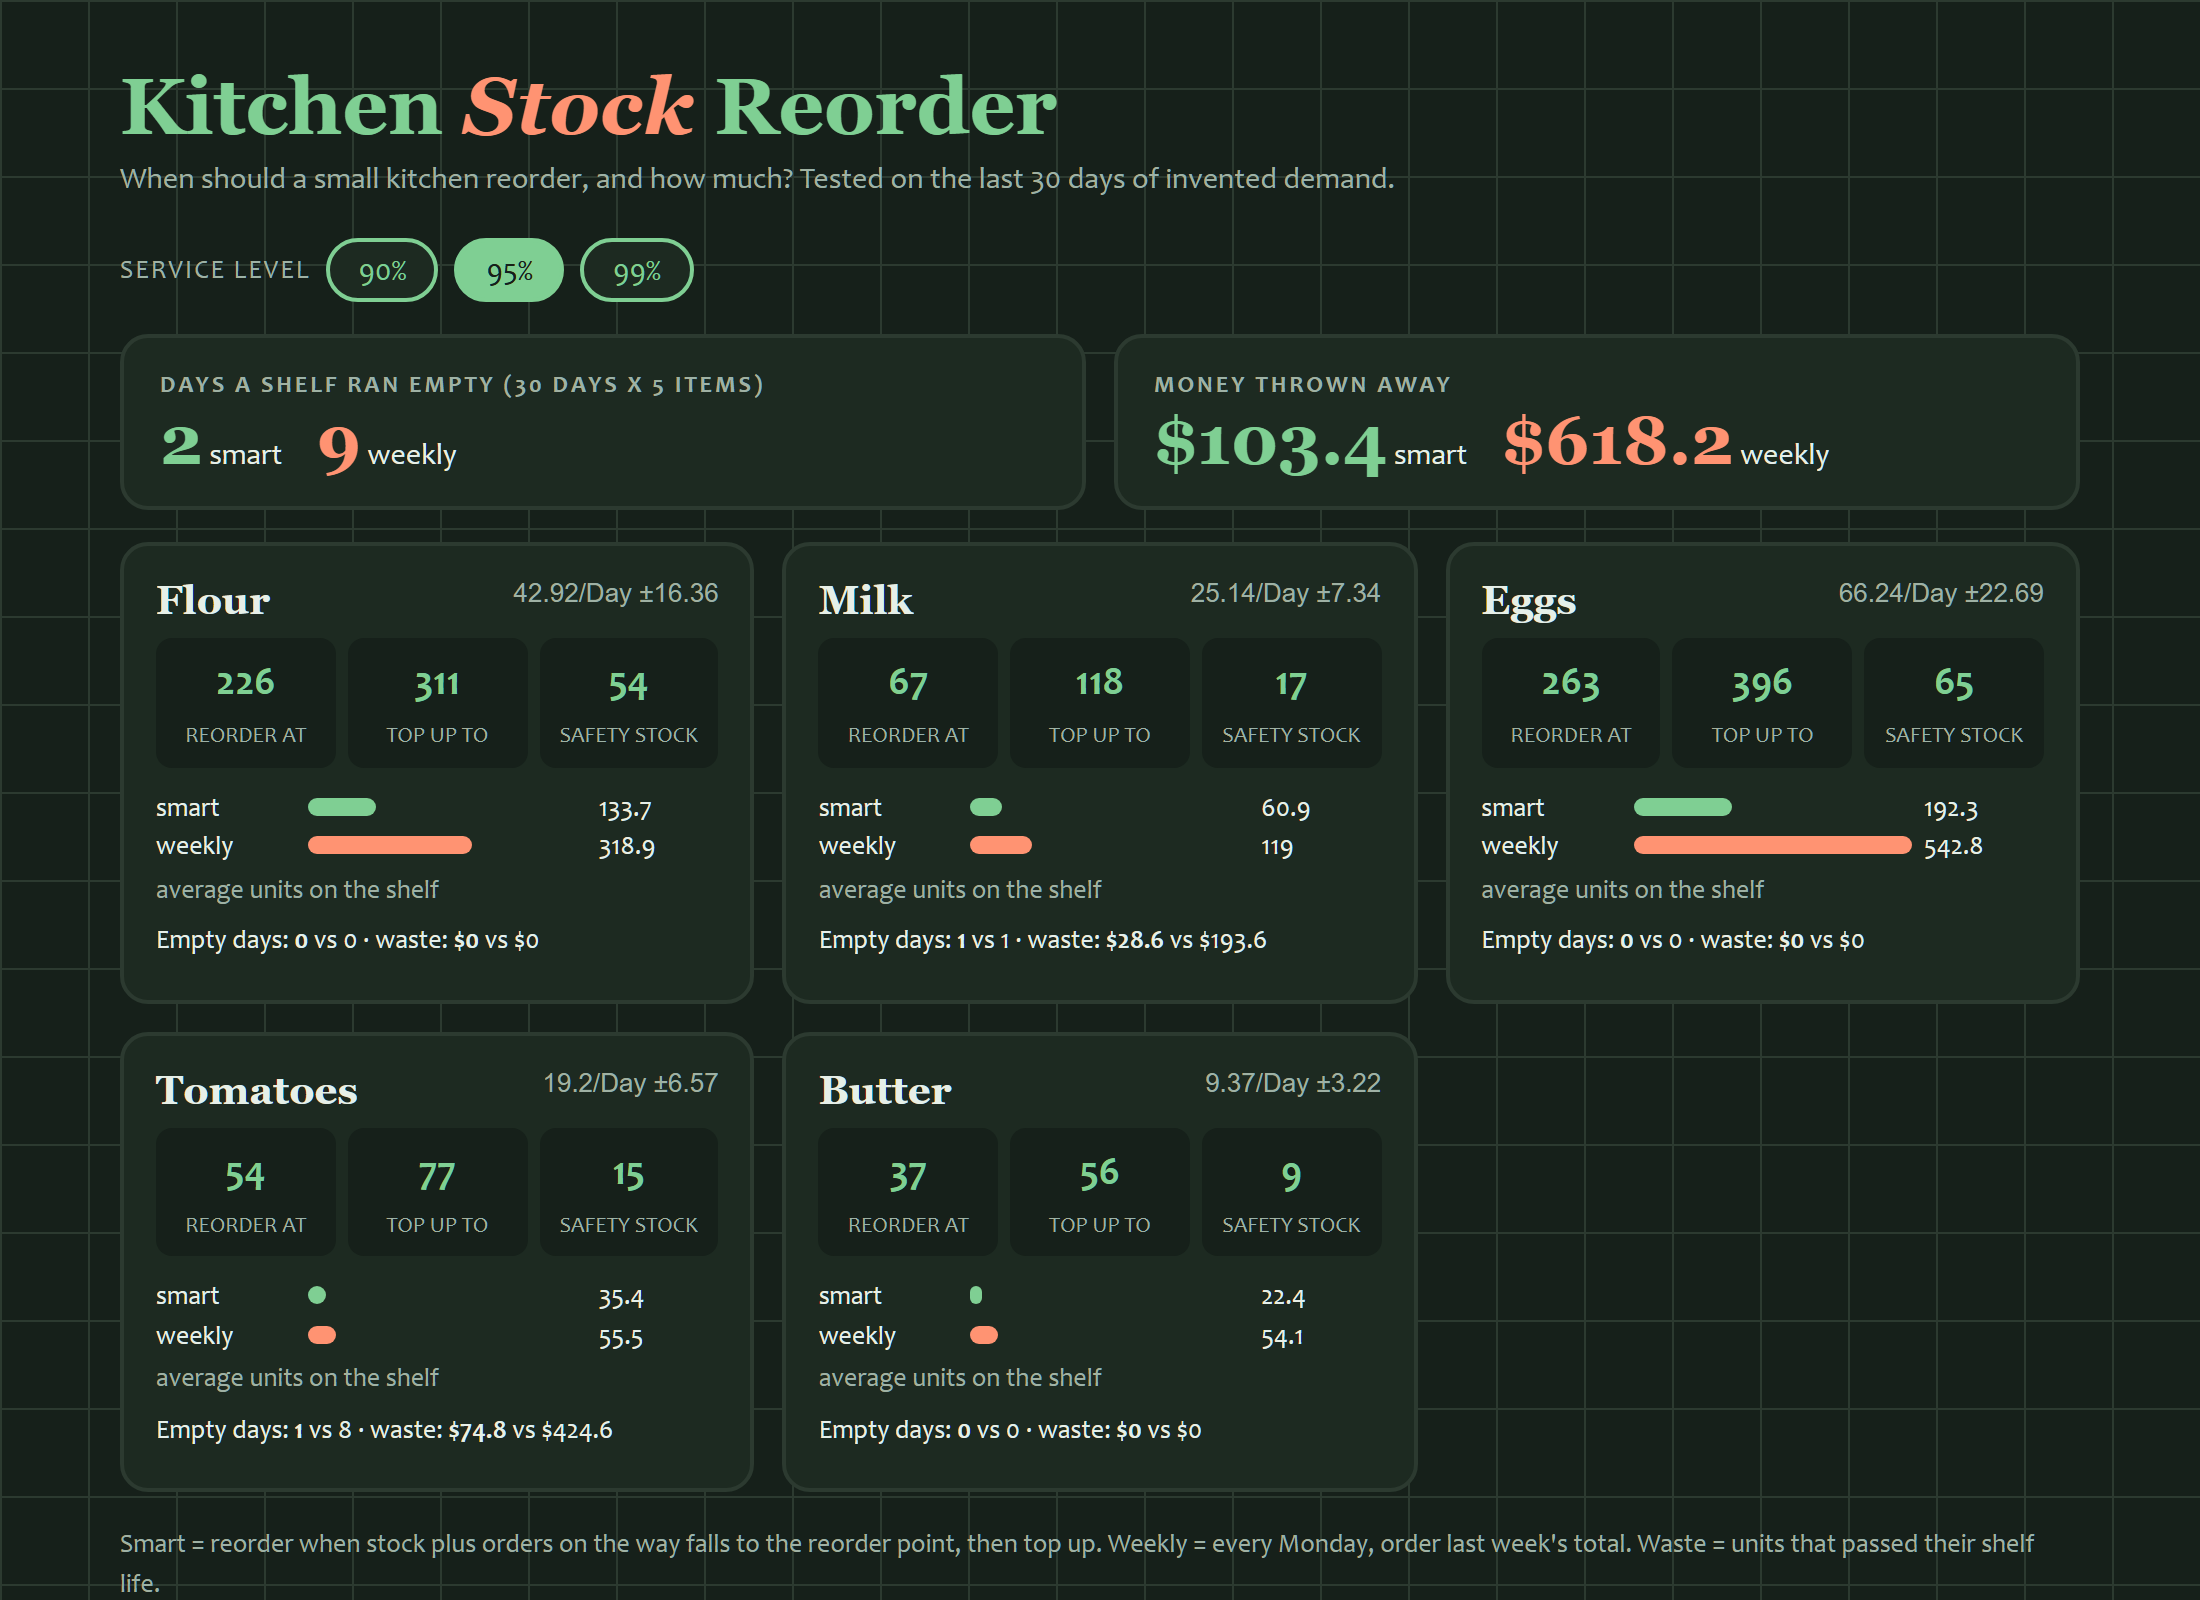 Kitchen Stock Reorder
When should a small kitchen reorder, and how much? Tested on the last 30 days of invented demand.
SERVICE LEVEL 90% 95% 99%
DAYS A SHELF RAN EMPTY (30 DAYS X 5 ITEMS)
2 smart 9 weekly
MONEY THROWN AWAY
$103.4 smart $618.2 weekly
Flour 42.92/Day ±16.36
226 311 54
REORDER AT TOP UP TO SAFETY STOCK
smart 133.7
weekly 318.9
average units on the shelf
Empty days: 0 vs 0 · waste: $0 vs $0
Milk 25.14/Day ±7.34
67 118 17
REORDER AT TOP UP TO SAFETY STOCK
smart 60.9
weekly 119
average units on the shelf
Empty days: 1 vs 1 · waste: $28.6 vs $193.6
Eggs 66.24/Day ±22.69
263 396 65
REORDER AT TOP UP TO SAFETY STOCK
smart 192.3
weekly 542.8
average units on the shelf
Empty days: 0 vs 0 · waste: $0 vs $0
Tomatoes 19.2/Day ±6.57
54 77 15
REORDER AT TOP UP TO SAFETY STOCK
smart 35.4
weekly 55.5
average units on the shelf
Empty days: 1 vs 8 · waste: $74.8 vs $424.6
Butter 9.37/Day ±3.22
37 56 9
REORDER AT TOP UP TO SAFETY STOCK
smart 22.4
weekly 54.1
average units on the shelf
Empty days: 0 vs 0 · waste: $0 vs $0
Smart = reorder when stock plus orders on the way falls to the reorder point, then top up. Weekly = every Monday, order last week's total. Waste = units that passed their shelf
life.